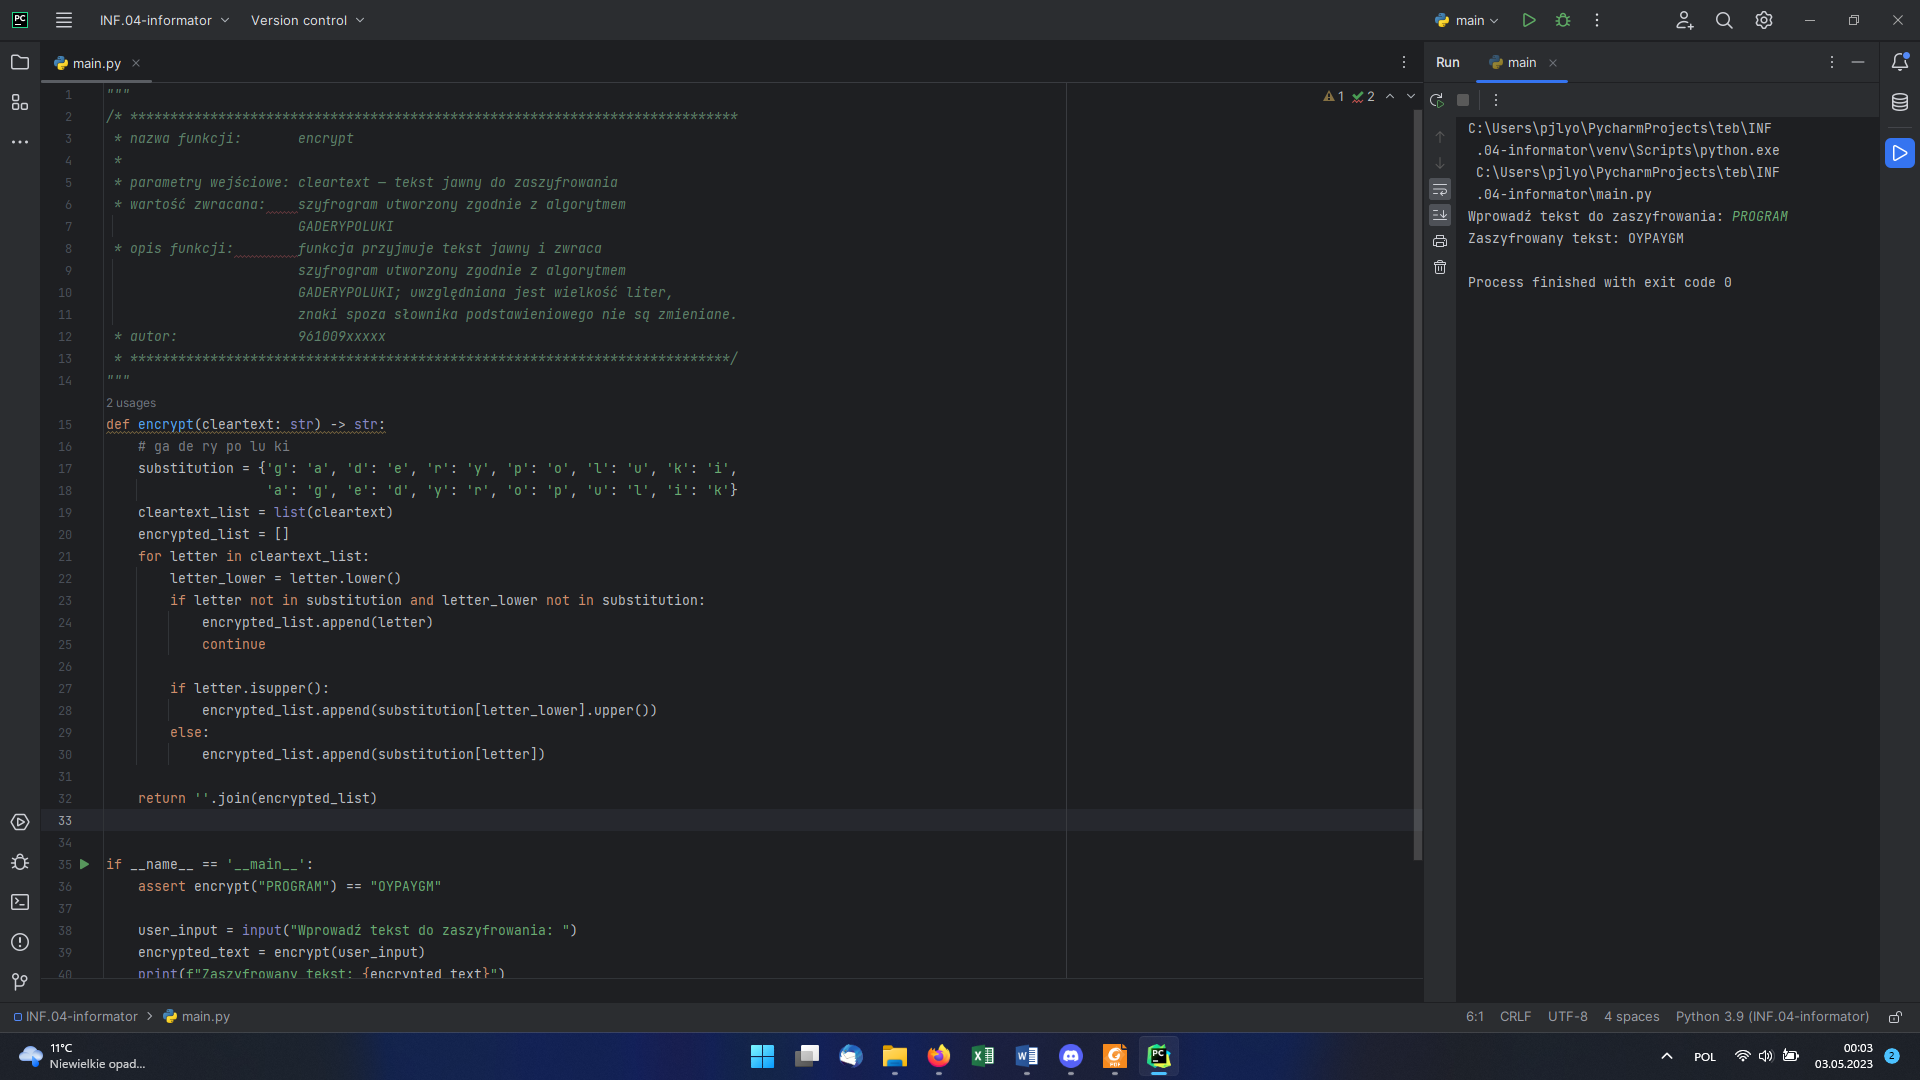 INF.04-informator
Version control
main
main.py
Run
main
1 2
1 """
2 /* ****************************************************************************
3 * nazwa funkcji: encrypt
4 *
5 * parametry wejściowe: cleartext – tekst jawny do zaszyfrowania
6 * wartość zwracana: szyfrogram utworzony zgodnie z algorytmem
7 GADERYPOLUKI
8 * opis funkcji: funkcja przyjmuje tekst jawny i zwraca
9 szyfrogram utworzony zgodnie z algorytmem
10 GADERYPOLUKI; uwzględniana jest wielkość liter,
11 znaki spoza słownika podstawieniowego nie są zmieniane.
12 * autor: 961009xxxxx
13 * ***************************************************************************/
14 """
2 usages
15 def encrypt(cleartext: str) -> str:
16 # ga de ry po lu ki
17 substitution = {'g': 'a', 'd': 'e', 'r': 'y', 'p': 'o', 'l': 'u', 'k': 'i',
18 'a': 'g', 'e': 'd', 'y': 'r', 'o': 'p', 'u': 'l', 'i': 'k'}
19 cleartext_list = list(cleartext)
20 encrypted_list = []
21 for letter in cleartext_list:
22 letter_lower = letter.lower()
23 if letter not in substitution and letter_lower not in substitution:
24 encrypted_list.append(letter)
25 continue
26
27 if letter.isupper():
28 encrypted_list.append(substitution[letter_lower].upper())
29 else:
30 encrypted_list.append(substitution[letter])
31
32 return ''.join(encrypted_list)
33
34
35 if __name__ == '__main__':
36 assert encrypt("PROGRAM") == "OYPAYGM"
37
38 user_input = input("Wprowadź tekst do zaszyfrowania: ")
39 encrypted_text = encrypt(user_input)
40 print(f"Zaszyfrowany tekst: {encrypted_text}")
C:\Users\pjlyo\PycharmProjects\teb\INF
.04-informator\venv\Scripts\python.exe
C:\Users\pjlyo\PycharmProjects\teb\INF
.04-informator\main.py
Wprowadź tekst do zaszyfrowania: PROGRAM
Zaszyfrowany tekst: OYPAYGM
Process finished with exit code 0
INF.04-informator > main.py
6:1 CRLF UTF-8 4 spaces Python 3.9 (INF.04-informator)
11°C
Niewielkie opad...
POL
00:03
03.05.2023
2